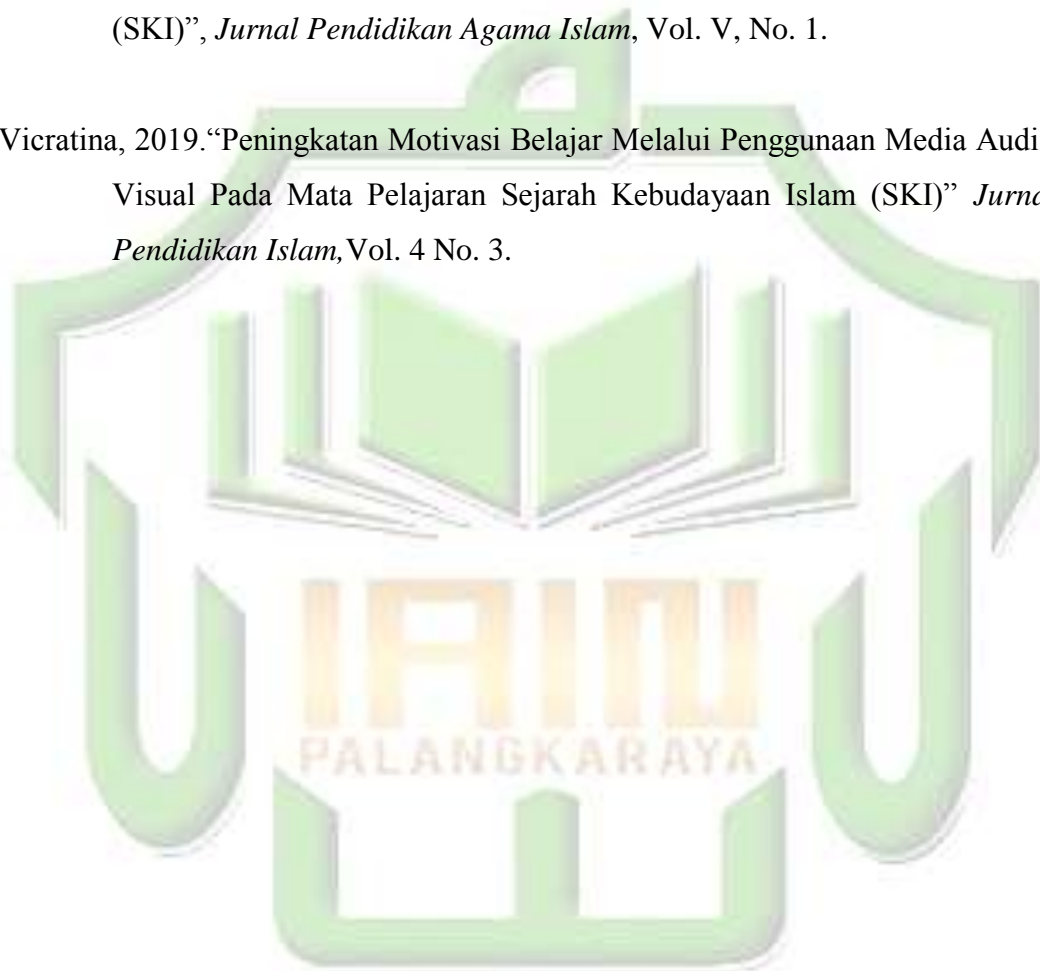 (SKI)”, Jurnal Pendidikan Agama Islam, Vol. V, No. 1.
Vicratina, 2019.“Peningkatan Motivasi Belajar Melalui Penggunaan Media Audi
Visual Pada Mata Pelajaran Sejarah Kebudayaan Islam (SKI)” Jurna
Pendidikan Islam,Vol. 4 No. 3.
IAIN
PALANGKARAYA